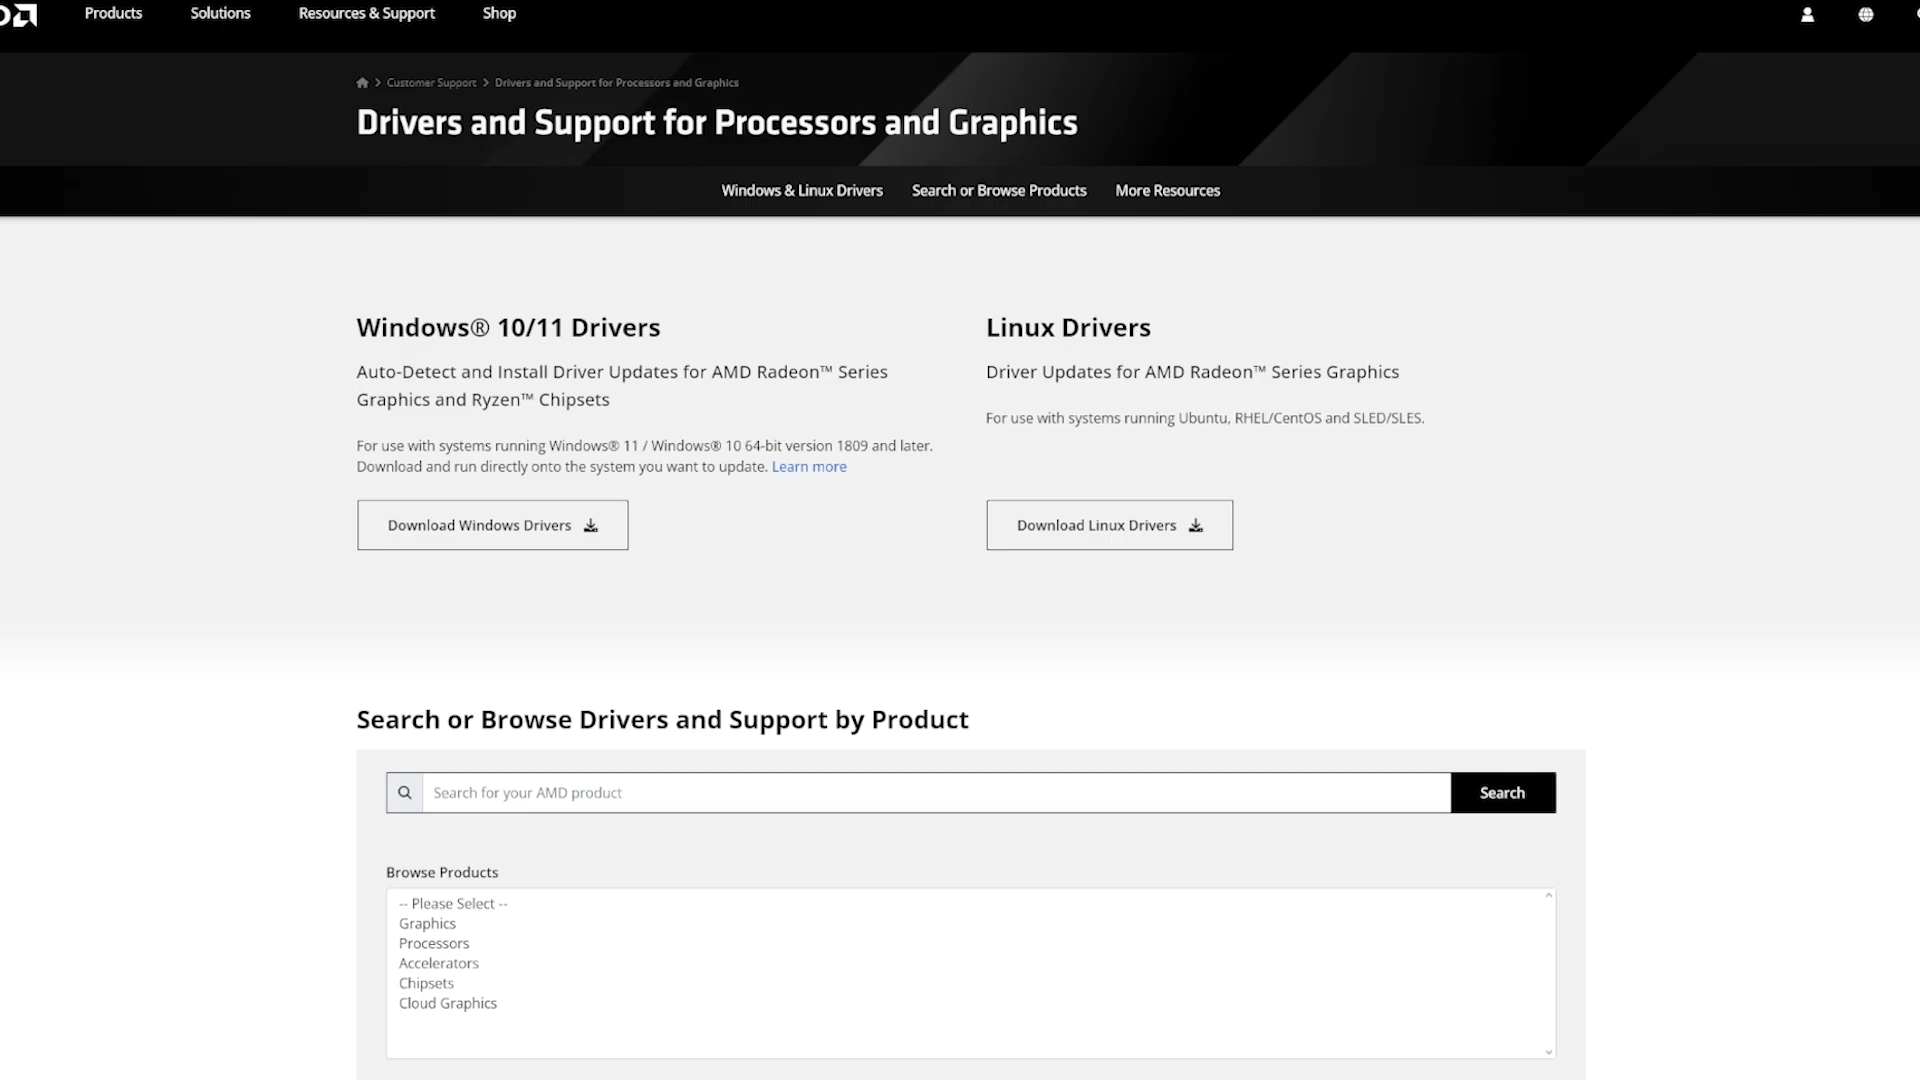 Products Solutions Resources & Support Shop
Customer Support Drivers and Support for Processors and Graphics
Drivers and Support for Processors and Graphics
Windows & Linux Drivers Search or Browse Products More Resources
Windows® 10/11 Drivers
Auto-Detect and Install Driver Updates for AMD Radeon™ Series
Graphics and Ryzen™ Chipsets
For use with systems running Windows® 11 / Windows® 10 64-bit version 1809 and later.
Download and run directly onto the system you want to update. Learn more
Download Windows Drivers
Linux Drivers
Driver Updates for AMD Radeon™ Series Graphics
For use with systems running Ubuntu, RHEL/CentOS and SLED/SLES.
Download Linux Drivers
Search or Browse Drivers and Support by Product
Search for your AMD product Search
Browse Products
-- Please Select --
Graphics
Processors
Accelerators
Chipsets
Cloud Graphics